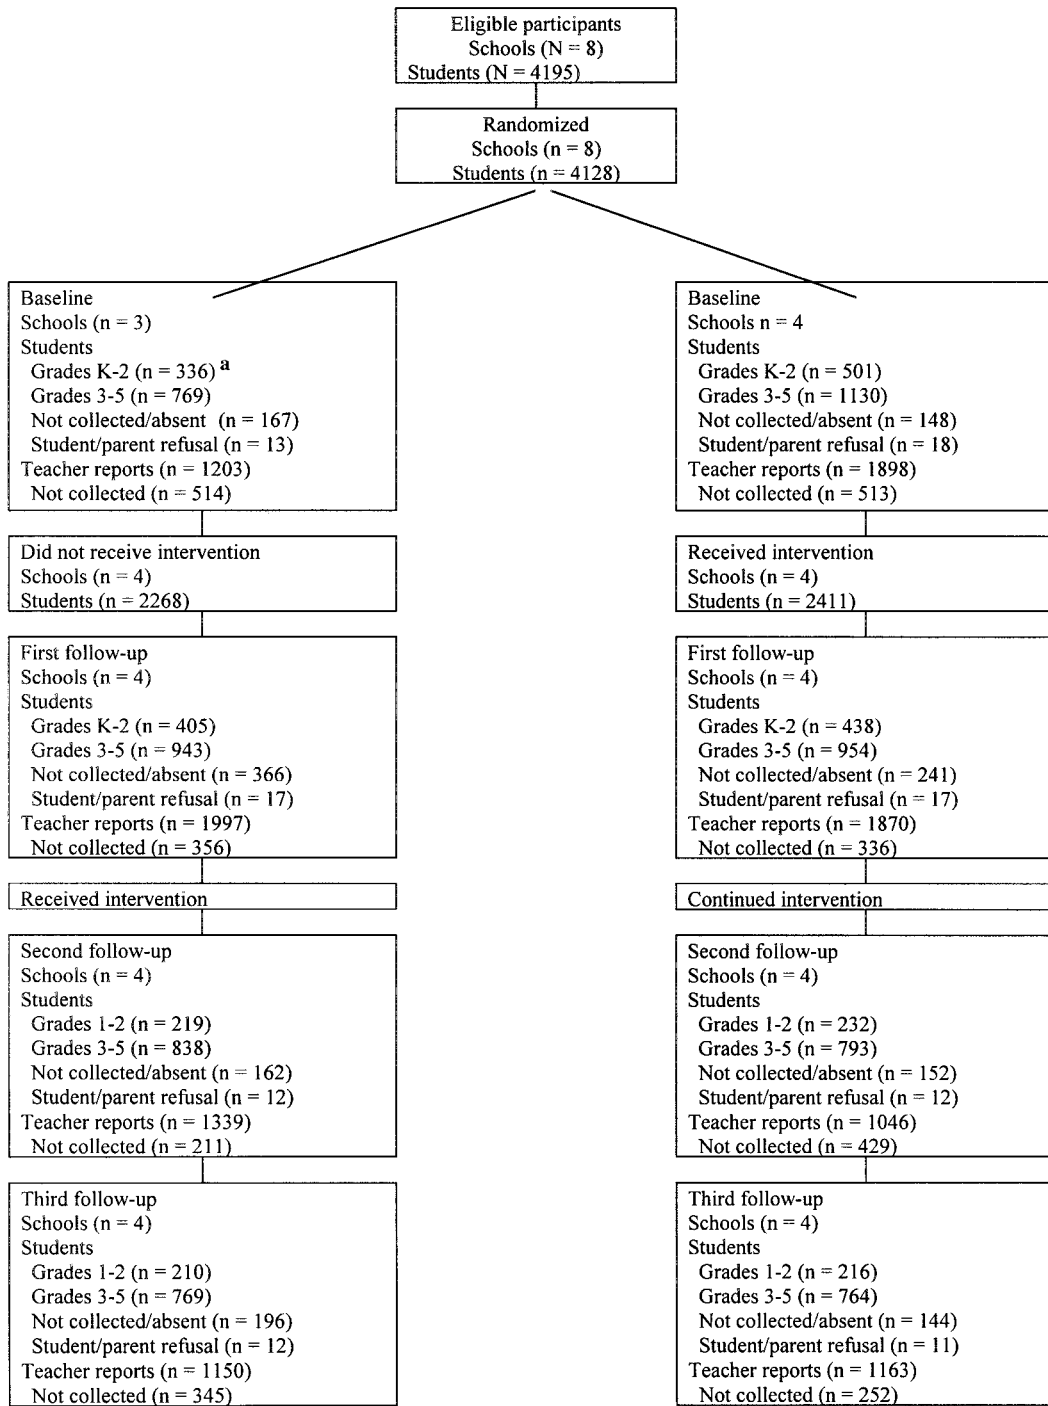 Eligible participants
Schools (N = 8)
Students (N = 4195)
Randomized
Schools (n = 8)
Students (n = 4128)
Baseline
Schools (n = 3)
Students
Grades K-2 (n = 336) a
Grades 3-5 (n = 769)
Not collected/absent (n = 167)
Student/parent refusal (n = 13)
Teacher reports (n = 1203)
Not collected (n = 514)
Did not receive intervention
Schools (n = 4)
Students (n = 2268)
First follow-up
Schools (n = 4)
Students
Grades K-2 (n = 405)
Grades 3-5 (n = 943)
Not collected/absent (n = 366)
Student/parent refusal (n = 17)
Teacher reports (n = 1997)
Not collected (n = 356)
Received intervention
Second follow-up
Schools (n = 4)
Students
Grades 1-2 (n = 219)
Grades 3-5 (n = 838)
Not collected/absent (n = 162)
Student/parent refusal (n = 12)
Teacher reports (n = 1339)
Not collected (n = 211)
Third follow-up
Schools (n = 4)
Students
Grades 1-2 (n = 210)
Grades 3-5 (n = 769)
Not collected/absent (n = 196)
Student/parent refusal (n = 12)
Teacher reports (n = 1150)
Not collected (n = 345)
Baseline
Schools n = 4
Students
Grades K-2 (n = 501)
Grades 3-5 (n = 1130)
Not collected/absent (n = 148)
Student/parent refusal (n = 18)
Teacher reports (n = 1898)
Not collected (n = 513)
Received intervention
Schools (n = 4)
Students (n = 2411)
First follow-up
Schools (n = 4)
Students
Grades K-2 (n = 438)
Grades 3-5 (n = 954)
Not collected/absent (n = 241)
Student/parent refusal (n = 17)
Teacher reports (n = 1870)
Not collected (n = 336)
Continued intervention
Second follow-up
Schools (n = 4)
Students
Grades 1-2 (n = 232)
Grades 3-5 (n = 793)
Not collected/absent (n = 152)
Student/parent refusal (n = 12)
Teacher reports (n = 1046)
Not collected (n = 429)
Third follow-up
Schools (n = 4)
Students
Grades 1-2 (n = 216)
Grades 3-5 (n = 764)
Not collected/absent (n = 144)
Student/parent refusal (n = 11)
Teacher reports (n = 1163)
Not collected (n = 252)